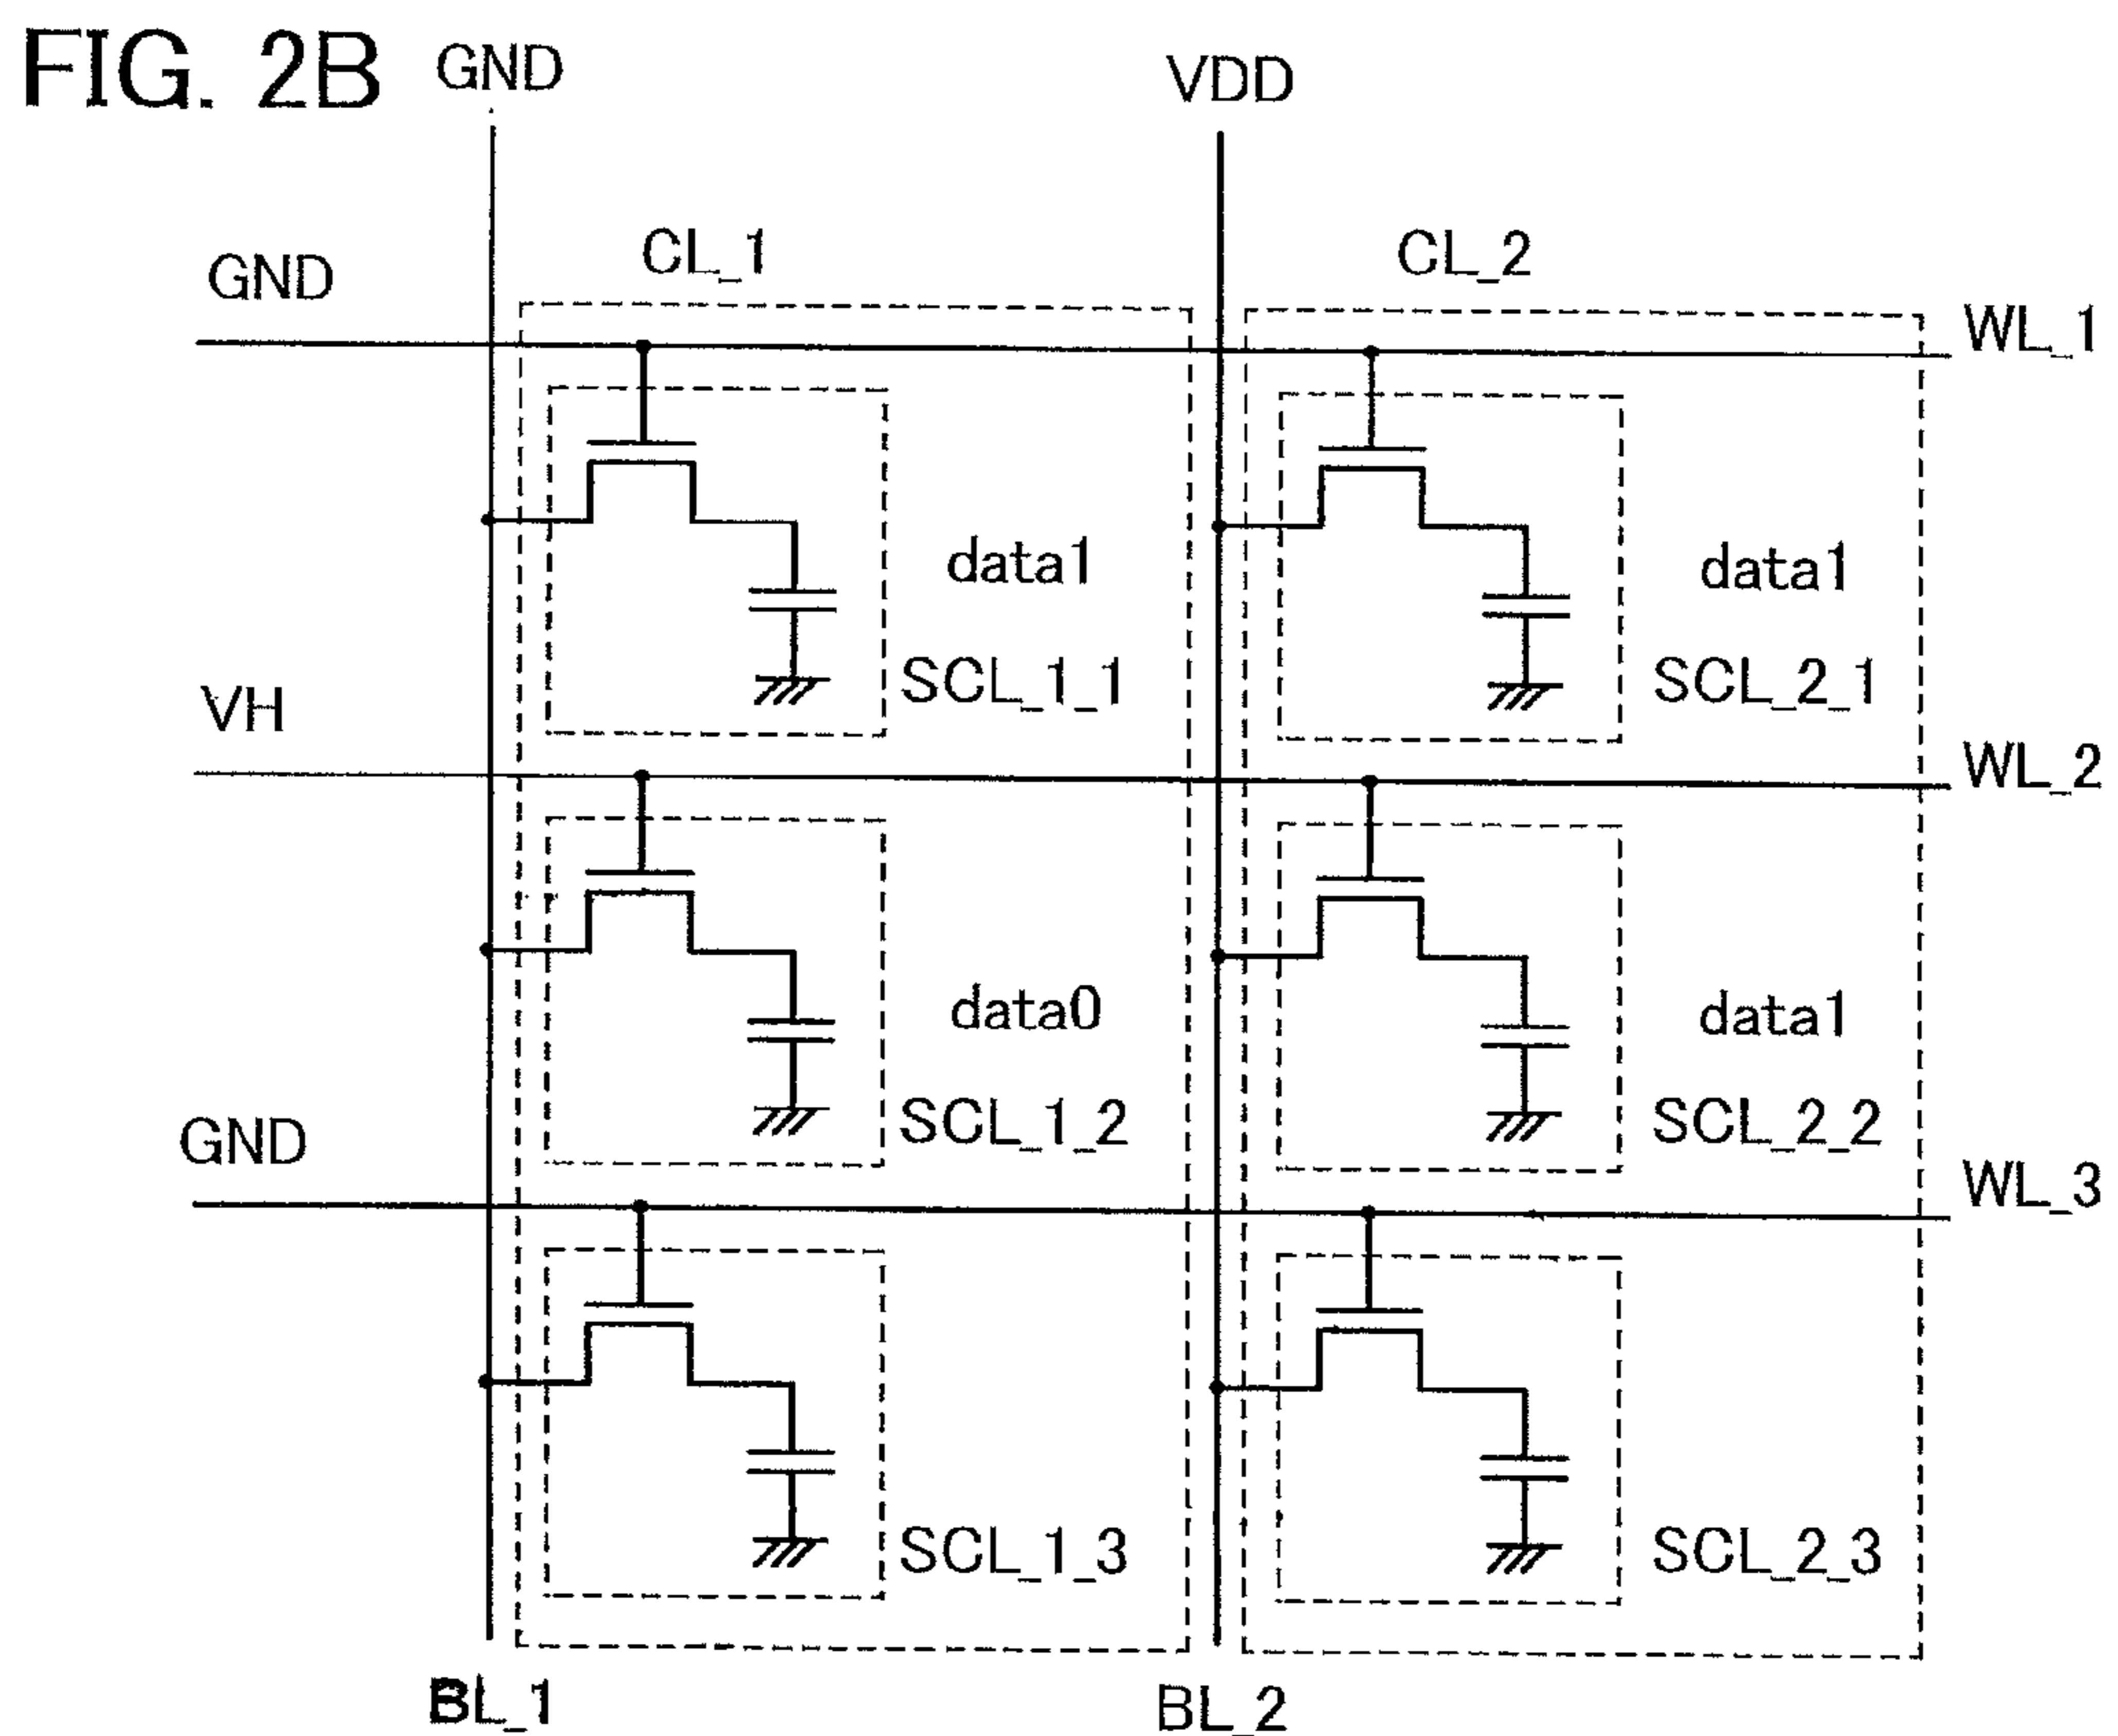 FIG. 2B
GND
VDD
CL_1
CL_2
GND
WL_1
data1
data1
SCL_1_1
SCL_2_1
VH
WL_2
data0
data1
SCL_1_2
SCL_2_2
GND
WL_3
SCL_1_3
SCL_2_3
BL_1
BL_2